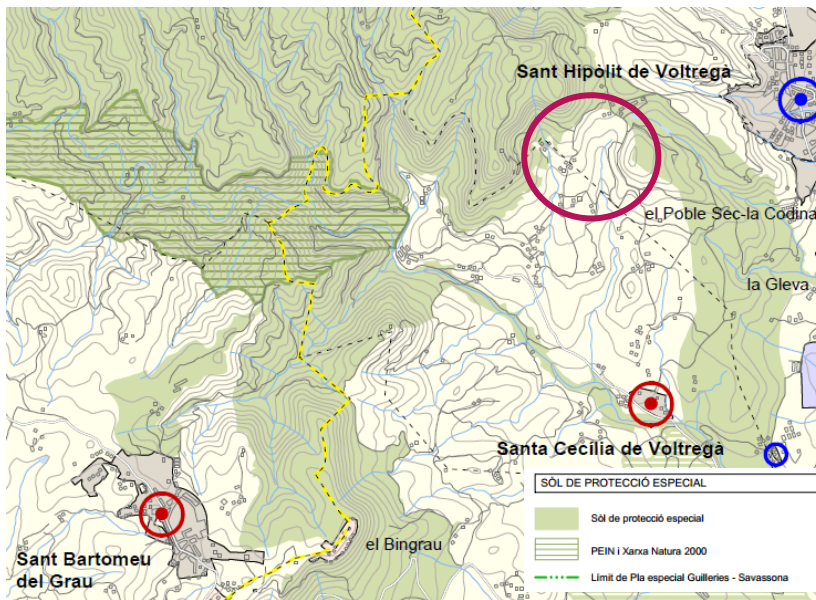 Sant Hipòlit de Voltregà
el Poble Sec-la Codina
la Gleva
Santa Cecília de Voltregà
Sant Bartomeu
del Grau
el Bingrau
SÒL DE PROTECCIÓ ESPECIAL
Sòl de protecció especial
PEIN i Xarxa Natura 2000
Límit de Pla especial Guilleries - Savassona